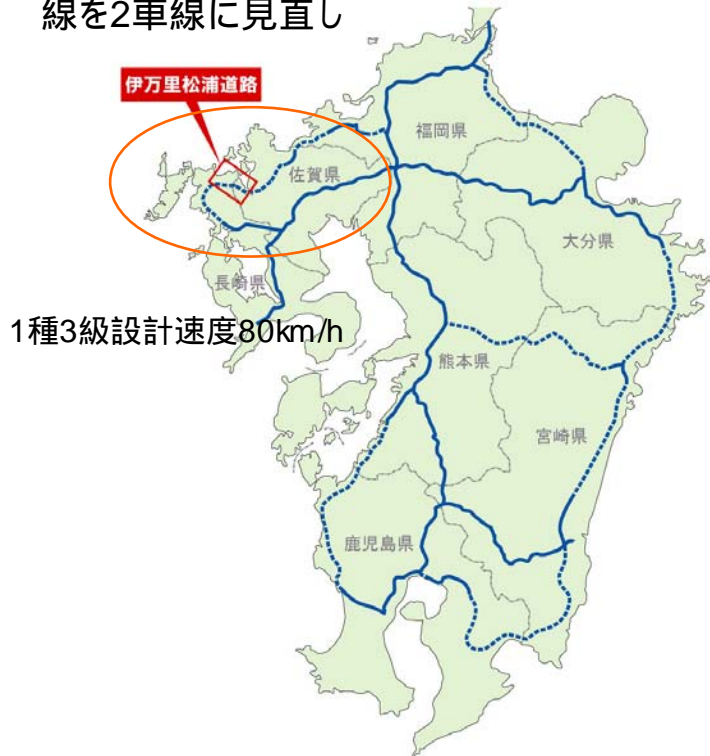 線を2車線に見直し
伊万里松浦道路
福岡県
佐賀県
大分県
長崎県
1種3級設計速度80km/h
熊本県
宮崎県
鹿児島県